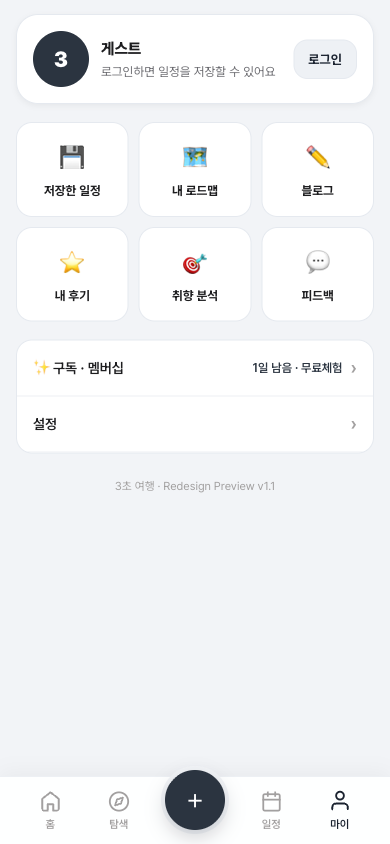 3
게스트
로그인하면 일정을 저장할 수 있어요
로그인
저장한 일정
내 로드맵
블로그
내 후기
취향 분석
피드백
✨ 구독 · 멤버십
1일 남음 · 무료체험 ›
설정 ›
3초 여행 · Redesign Preview v1.1
홈
탐색
+
일정
마이